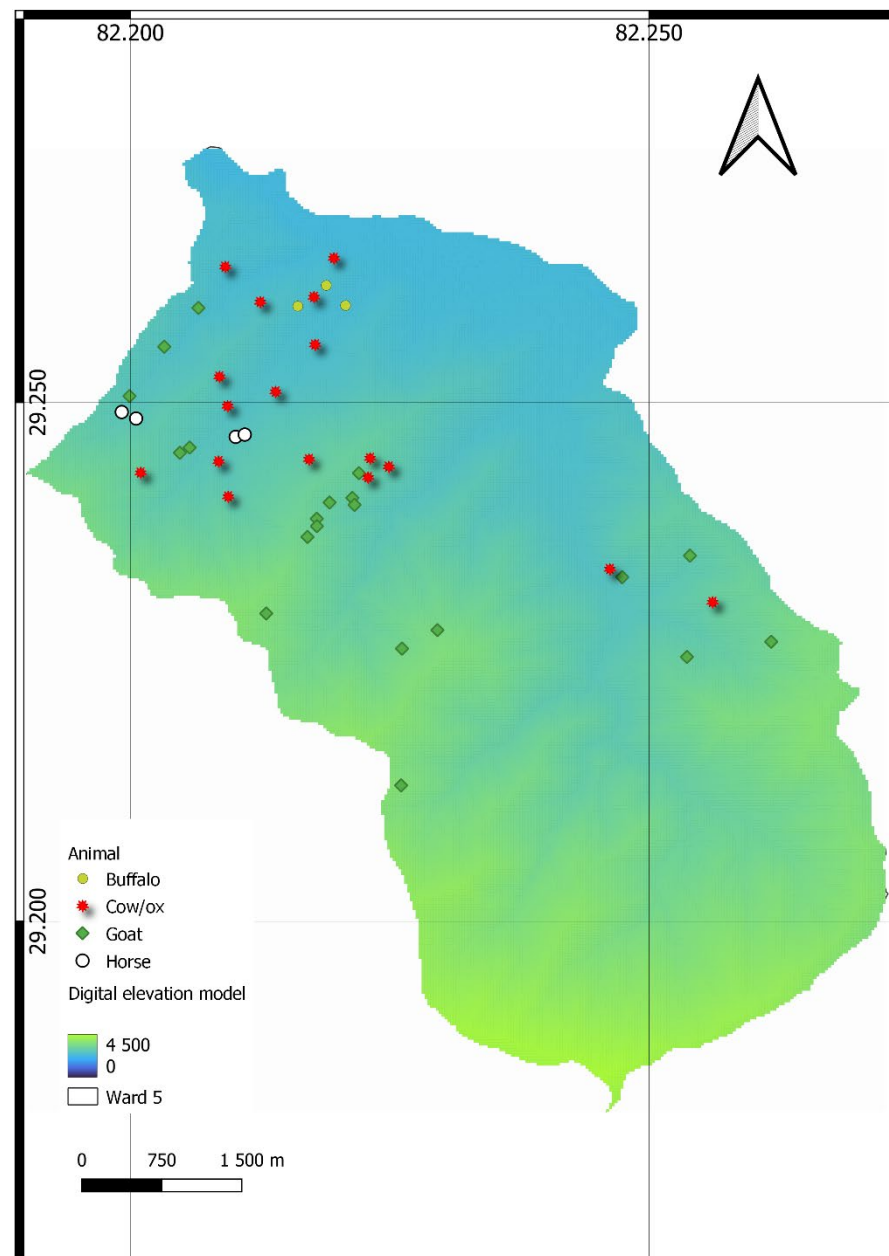 82.200
82.250
29.250
29.200
Animal
Buffalo
Cow/ox
Goat
Horse
Digital elevation model
4 500
0
Ward 5
0 750 1 500 m